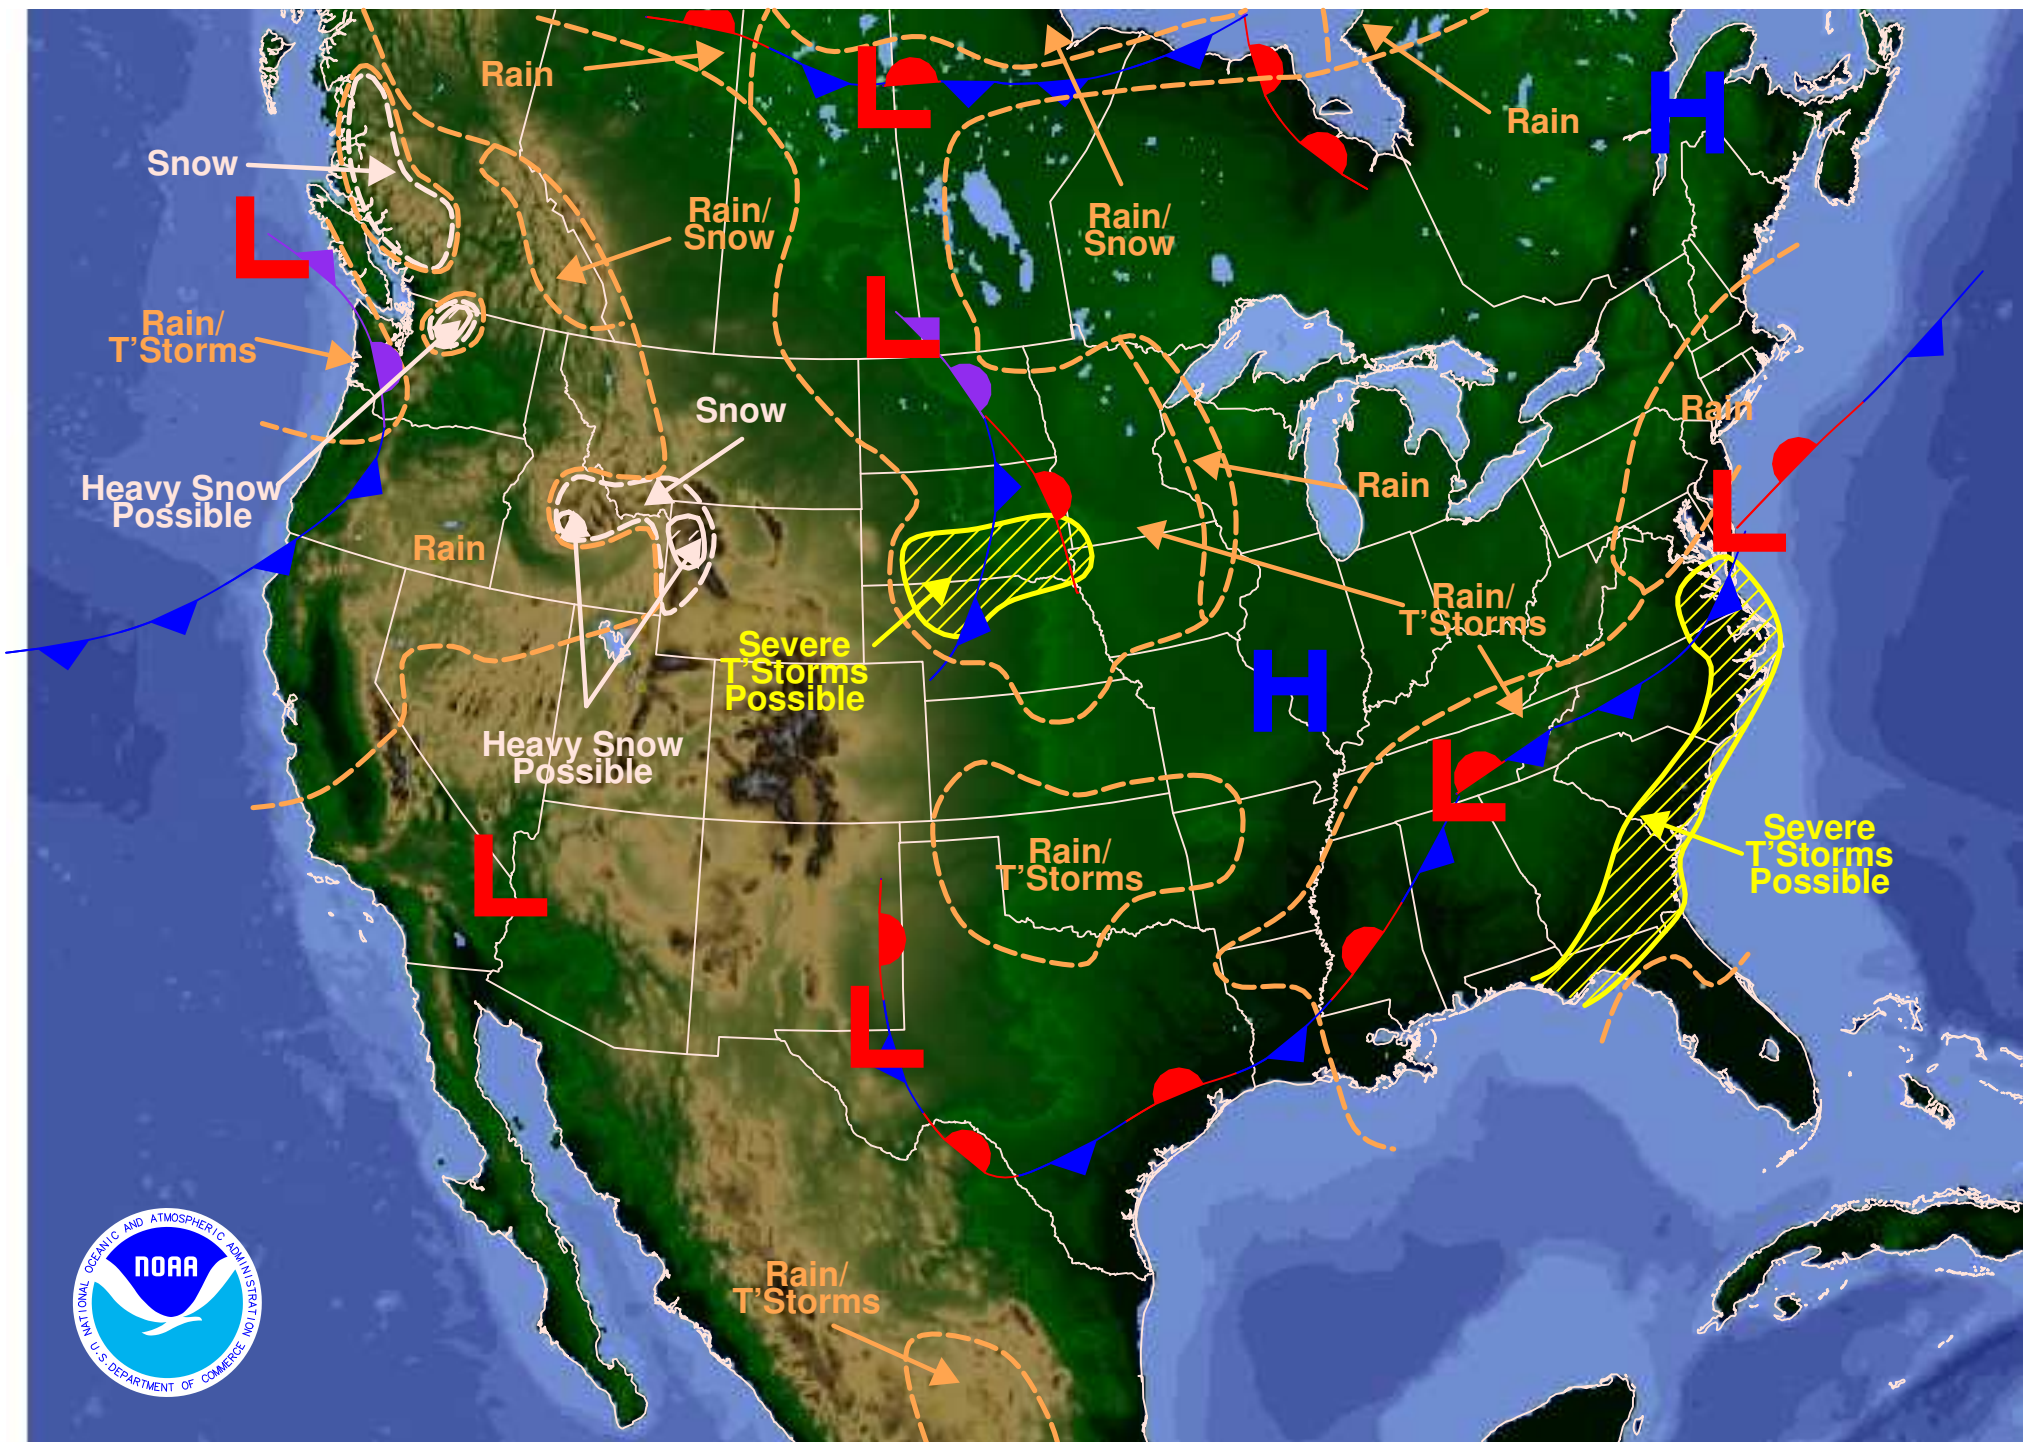 Rain
Rain
H
L
Snow
Rain/
Snow
Rain/
Snow
L
L
Rain/
T'Storms
Snow
Rain
Heavy Snow
Possible
Rain
L
Rain
Rain/
T'Storms
Severe
T'Storms
Possible
H
Heavy Snow
Possible
L
L
Rain/
T'Storms
Severe
T'Storms
Possible
L
Rain/
T'Storms
NATIONAL OCEANIC AND ATMOSPHERIC ADMINISTRATION
NOAA
U.S. DEPARTMENT OF COMMERCE